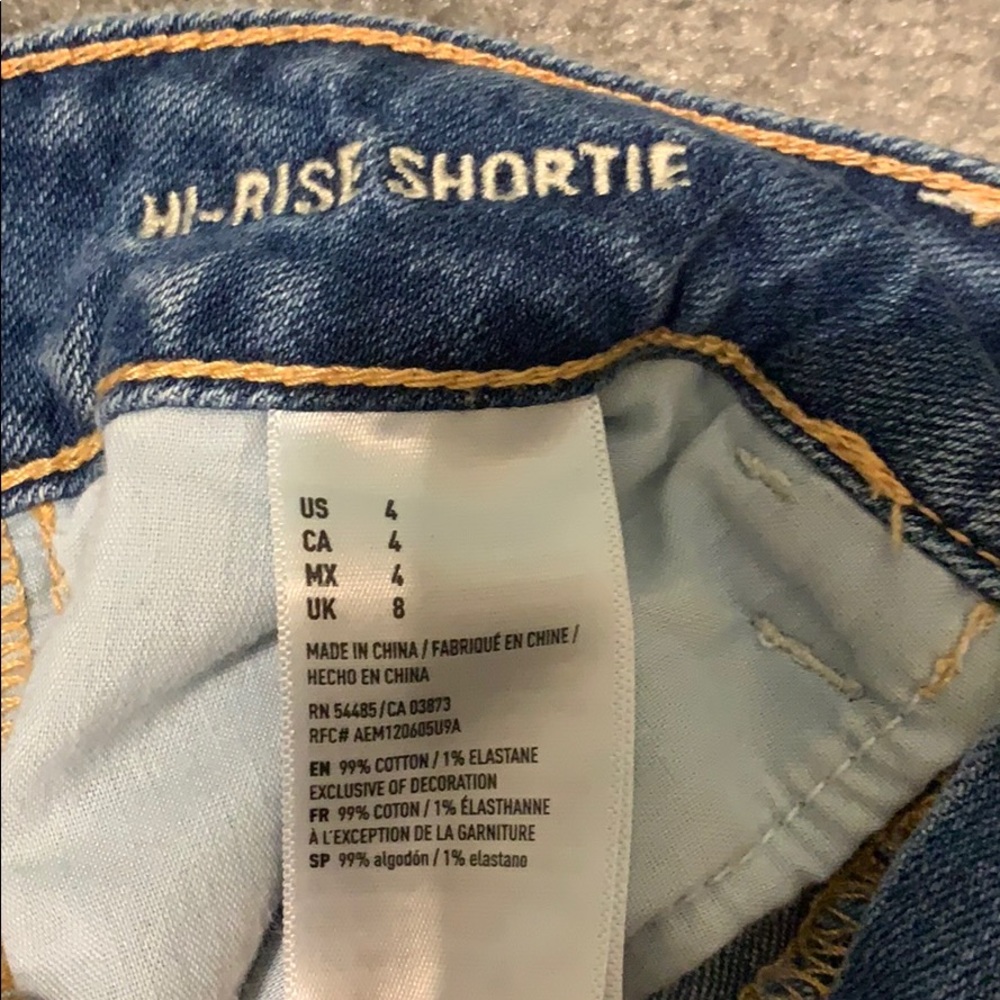 HI-RISE SHORTIE
US 4
CA 4
MX 4
UK 8
MADE IN CHINA / FABRIQUÉ EN CHINE /
HECHO EN CHINA
RN 54485 / CA 03873
RFC# AEM120605U9A
EN 99% COTTON / 1% ELASTANE
EXCLUSIVE OF DECORATION
FR 99% COTON / 1% ÉLASTHANNE
À L'EXCEPTION DE LA GARNITURE
SP 99% algodón / 1% elastano